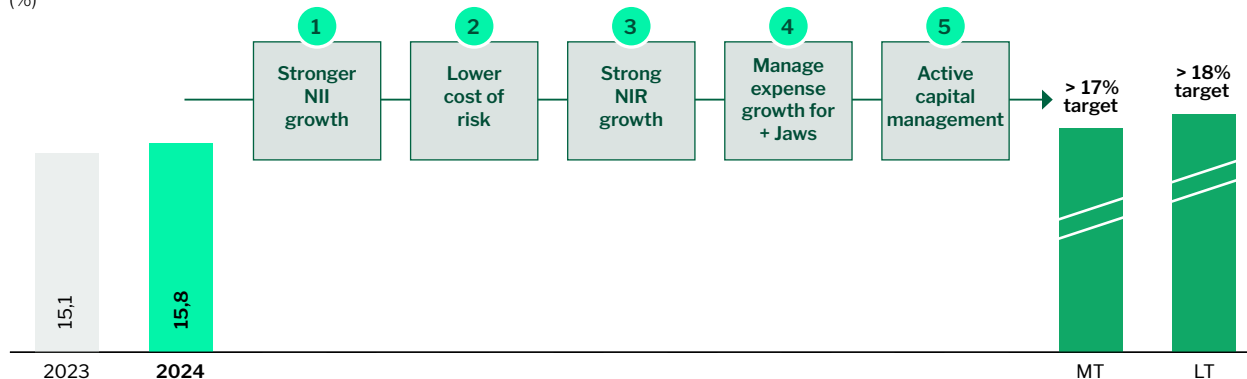 (%)
1
Stronger
NII
growth
2
Lower
cost of
risk
3
Strong
NIR
growth
4
Manage
expense
growth for
+ Jaws
5
Active
capital
management
> 17%
target
> 18%
target
15,1
15,8
2023
2024
MT
LT